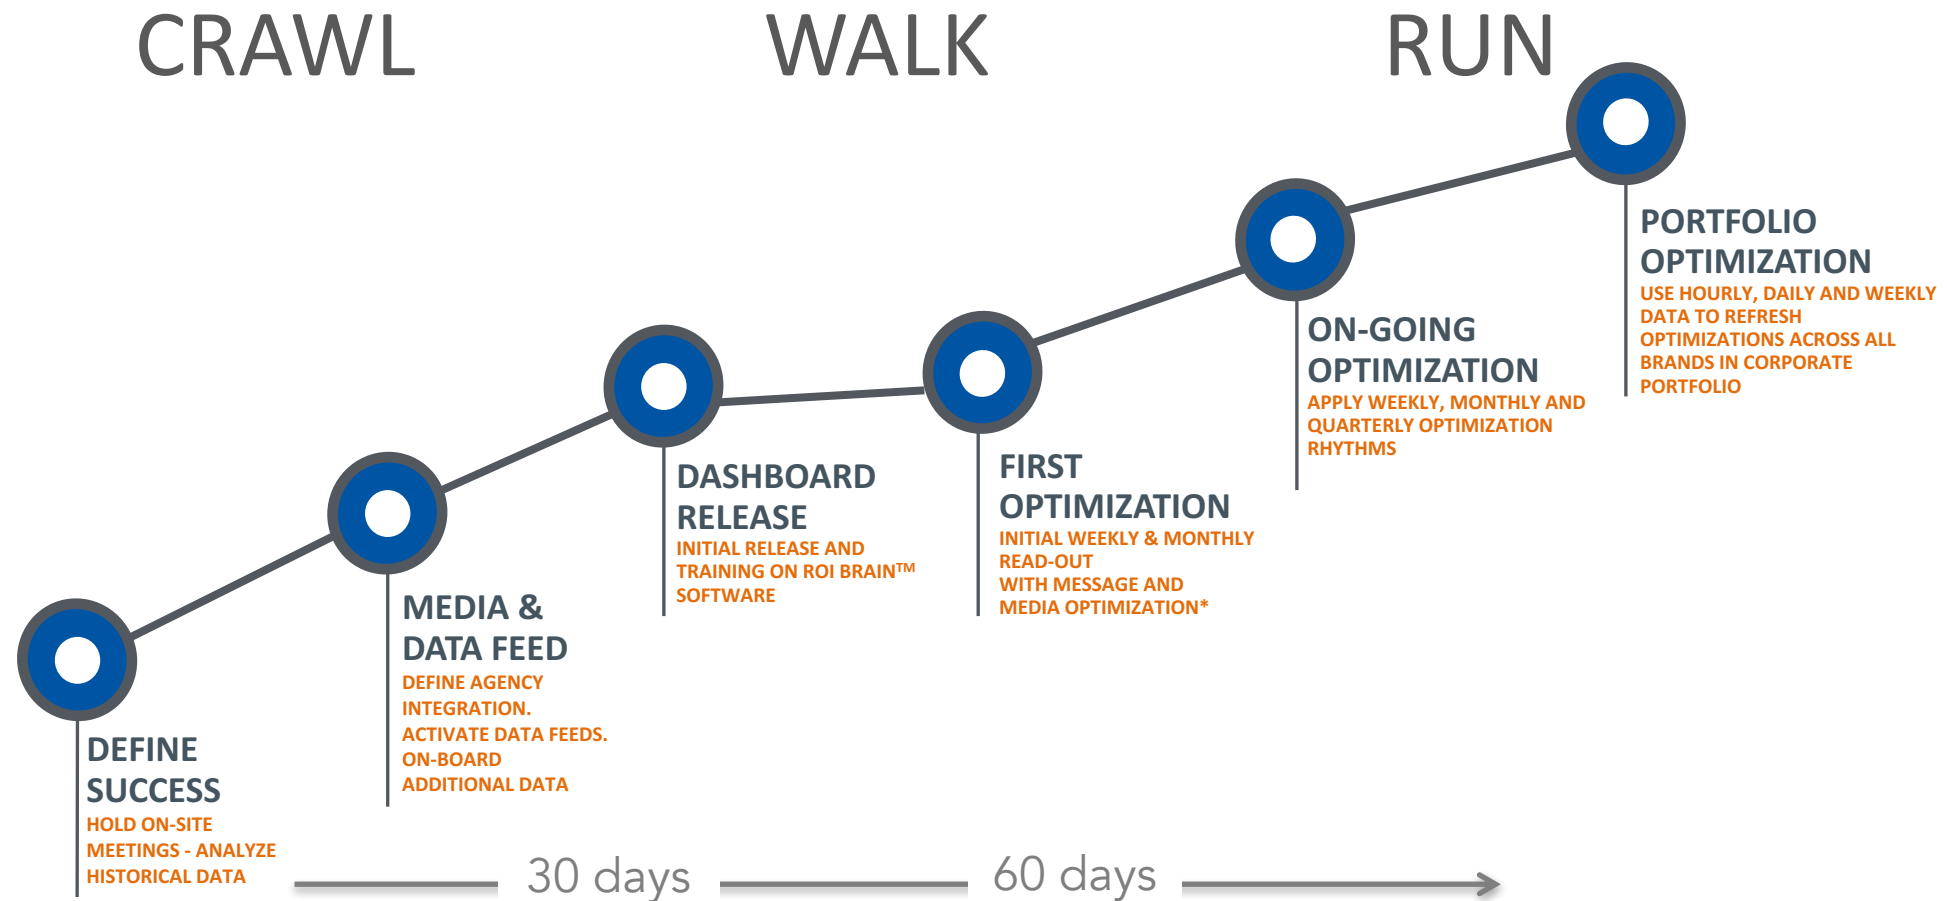 CRAWL
WALK
RUN
DEFINE
SUCCESS
HOLD ON-SITE
MEETINGS - ANALYZE
HISTORICAL DATA
MEDIA &
DATA FEED
DEFINE AGENCY
INTEGRATION.
ACTIVATE DATA FEEDS.
ON-BOARD
ADDITIONAL DATA
DASHBOARD
RELEASE
INITIAL RELEASE AND
TRAINING ON ROI BRAIN™
SOFTWARE
FIRST
OPTIMIZATION
INITIAL WEEKLY & MONTHLY
READ-OUT
WITH MESSAGE AND
MEDIA OPTIMIZATION*
ON-GOING
OPTIMIZATION
APPLY WEEKLY, MONTHLY AND
QUARTERLY OPTIMIZATION
RHYTHMS
PORTFOLIO
OPTIMIZATION
USE HOURLY, DAILY AND WEEKLY
DATA TO REFRESH
OPTIMIZATIONS ACROSS ALL
BRANDS IN CORPORATE
PORTFOLIO
30 days
60 days